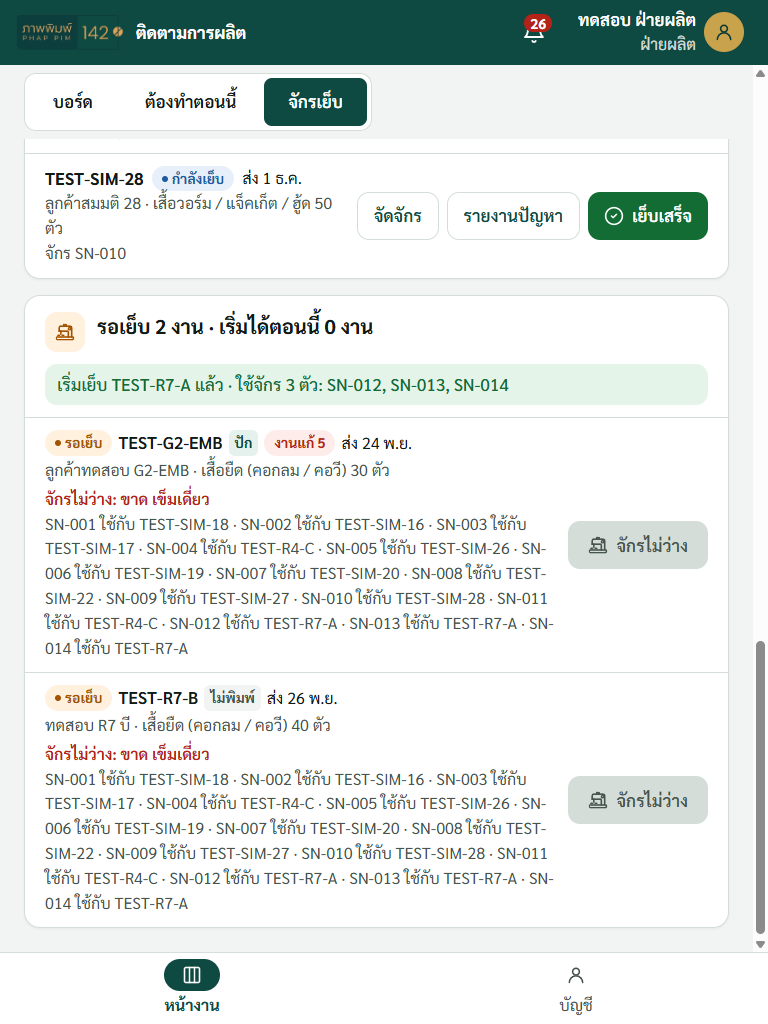 ภาพพิมพ์
PHAP PIM
142
ติดตามการผลิต
26
ทดสอบ ฝ่ายผลิต
ฝ่ายผลิต
บอร์ด
ต้องทำตอนนี้
จักรเย็บ
TEST-SIM-28 กำลังเย็บ ส่ง 1 ธ.ค.
ลูกค้าสมมติ 28 · เสื้อวอร์ม / แจ็คเก็ต / ฮู้ด 50
ตัว
จักร SN-010
จัดจักร
รายงานปัญหา
เย็บเสร็จ
รอเย็บ 2 งาน · เริ่มได้ตอนนี้ 0 งาน
เริ่มเย็บ TEST-R7-A แล้ว · ใช้จักร 3 ตัว: SN-012, SN-013, SN-014
รอเย็บ TEST-G2-EMB ปัก งานแก้ 5 ส่ง 24 พ.ย.
ลูกค้าทดสอบ G2-EMB · เสื้อยืด (คอกลม / คอวี) 30 ตัว
จักรไม่ว่าง: ขาด เข็มเดี่ยว
SN-001 ใช้กับ TEST-SIM-18 · SN-002 ใช้กับ TEST-SIM-16 · SN-003 ใช้กับ
TEST-SIM-17 · SN-004 ใช้กับ TEST-R4-C · SN-005 ใช้กับ TEST-SIM-26 · SN-
006 ใช้กับ TEST-SIM-19 · SN-007 ใช้กับ TEST-SIM-20 · SN-008 ใช้กับ TEST-
SIM-22 · SN-009 ใช้กับ TEST-SIM-27 · SN-010 ใช้กับ TEST-SIM-28 · SN-011
ใช้กับ TEST-R4-C · SN-012 ใช้กับ TEST-R7-A · SN-013 ใช้กับ TEST-R7-A · SN-
014 ใช้กับ TEST-R7-A
จักรไม่ว่าง
รอเย็บ TEST-R7-B ไม่พิมพ์ ส่ง 26 พ.ย.
ทดสอบ R7 บี · เสื้อยืด (คอกลม / คอวี) 40 ตัว
จักรไม่ว่าง: ขาด เข็มเดี่ยว
SN-001 ใช้กับ TEST-SIM-18 · SN-002 ใช้กับ TEST-SIM-16 · SN-003 ใช้กับ
TEST-SIM-17 · SN-004 ใช้กับ TEST-R4-C · SN-005 ใช้กับ TEST-SIM-26 · SN-
006 ใช้กับ TEST-SIM-19 · SN-007 ใช้กับ TEST-SIM-20 · SN-008 ใช้กับ TEST-
SIM-22 · SN-009 ใช้กับ TEST-SIM-27 · SN-010 ใช้กับ TEST-SIM-28 · SN-011
ใช้กับ TEST-R4-C · SN-012 ใช้กับ TEST-R7-A · SN-013 ใช้กับ TEST-R7-A · SN-
014 ใช้กับ TEST-R7-A
จักรไม่ว่าง
หน้างาน
บัญชี